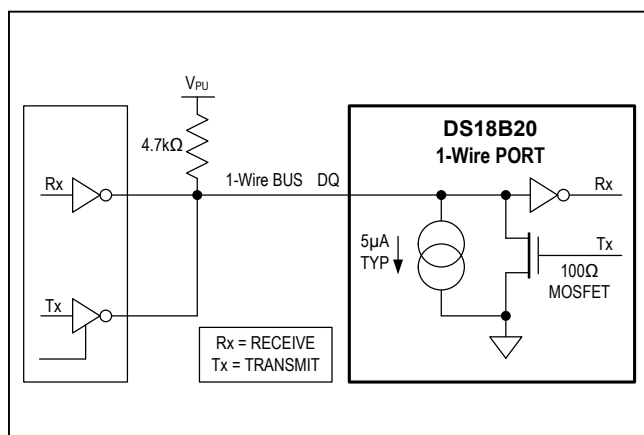 VPU
4.7kΩ
Rx
1-Wire BUS DQ
Tx
Rx = RECEIVE
Tx = TRANSMIT
DS18B20
1-Wire PORT
Rx
5µA
TYP
Tx
100Ω
MOSFET